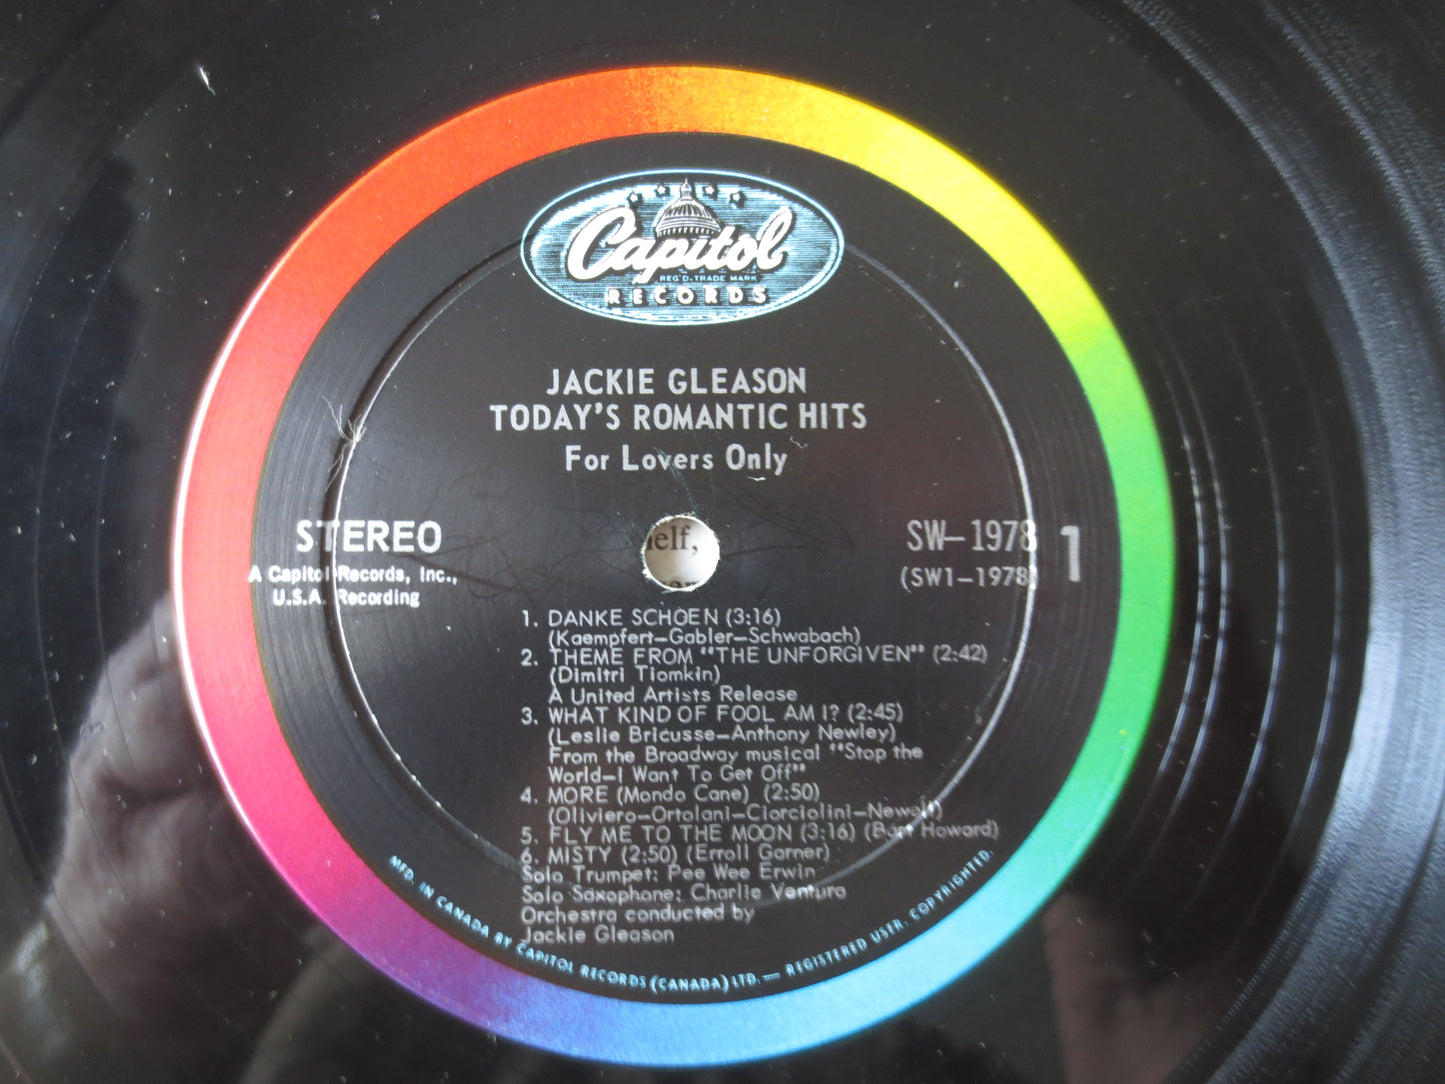 Capitol
REG'D. TRADE MARK
RECORDS
JACKIE GLEASON
TODAY'S ROMANTIC HITS
For Lovers Only
STEREO
A Capitol Records, Inc.,
U.S.A. Recording
SW-1978
(SW1-1978)
1
elf,
1. DANKE SCHOEN (3:16)
(Kaempfert-Gabler-Schwabach)
2. THEME FROM "THE UNFORGIVEN" (2:42)
(Dimitri Tiomkin)
A United Artists Release
3. WHAT KIND OF FOOL AM I? (2:45)
(Leslie Bricusse-Anthony Newley)
From the Broadway musical "Stop the
World-I Want To Get Off"
4. MORE (Mondo Cane) (2:50)
(Oliviero-Ortolani-Ciorciolini-Newell)
5. FLY ME TO THE MOON (3:16) (Bart Howard)
6. MISTY (2:50) (Erroll Garner)
Solo Trumpet: Pee Wee Erwin
Solo Saxophone: Charlie Ventura
Orchestra conducted by
Jackie Gleason
MFD. IN CANADA BY CAPITOL RECORDS (CANADA) LTD. — REGISTERED USER. COPYRIGHTED.